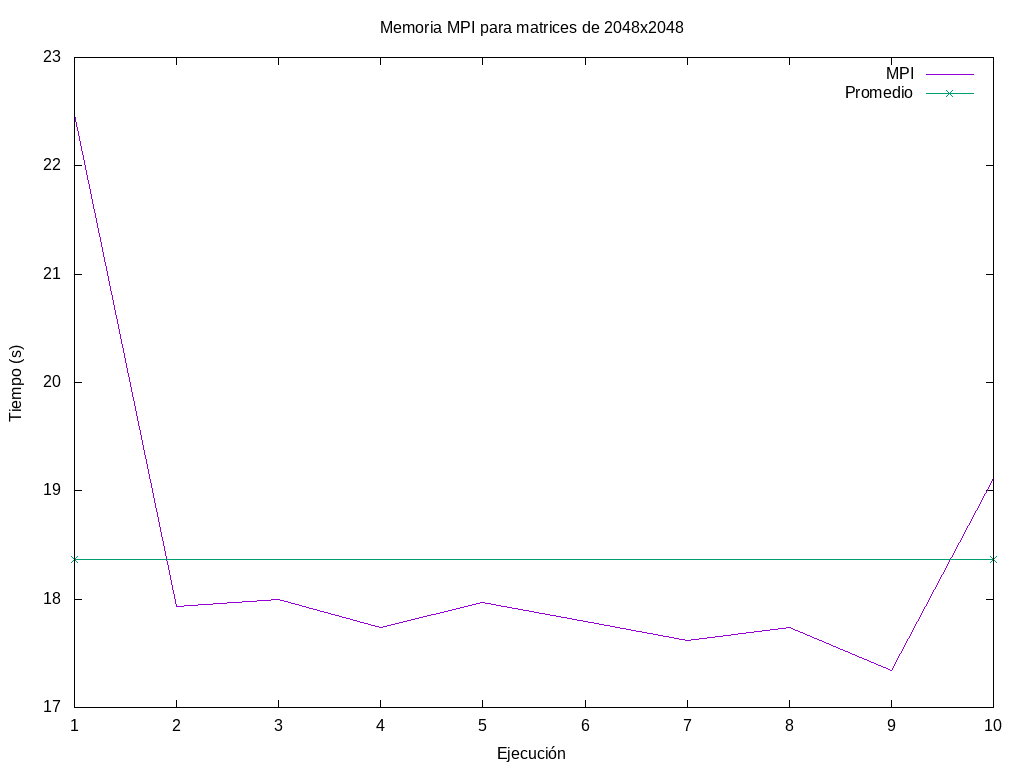 Memoria MPI para matrices de 2048x2048
MPI
Promedio
23
22
21
20
19
18
17
Tiempo (s)
1 2 3 4 5 6 7 8 9 10
Ejecución